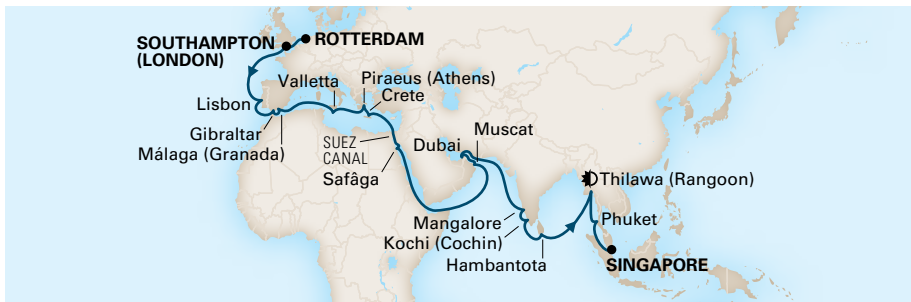 SOUTHAMPTON
(LONDON)
ROTTERDAM
Lisbon
Gibraltar
Málaga (Granada)
Valletta
Piraeus (Athens)
Crete
SUEZ
CANAL
Safâga
Dubai
Muscat
Mangalore
Kochi (Cochin)
Hambantota
Thilawa (Rangoon)
Phuket
SINGAPORE